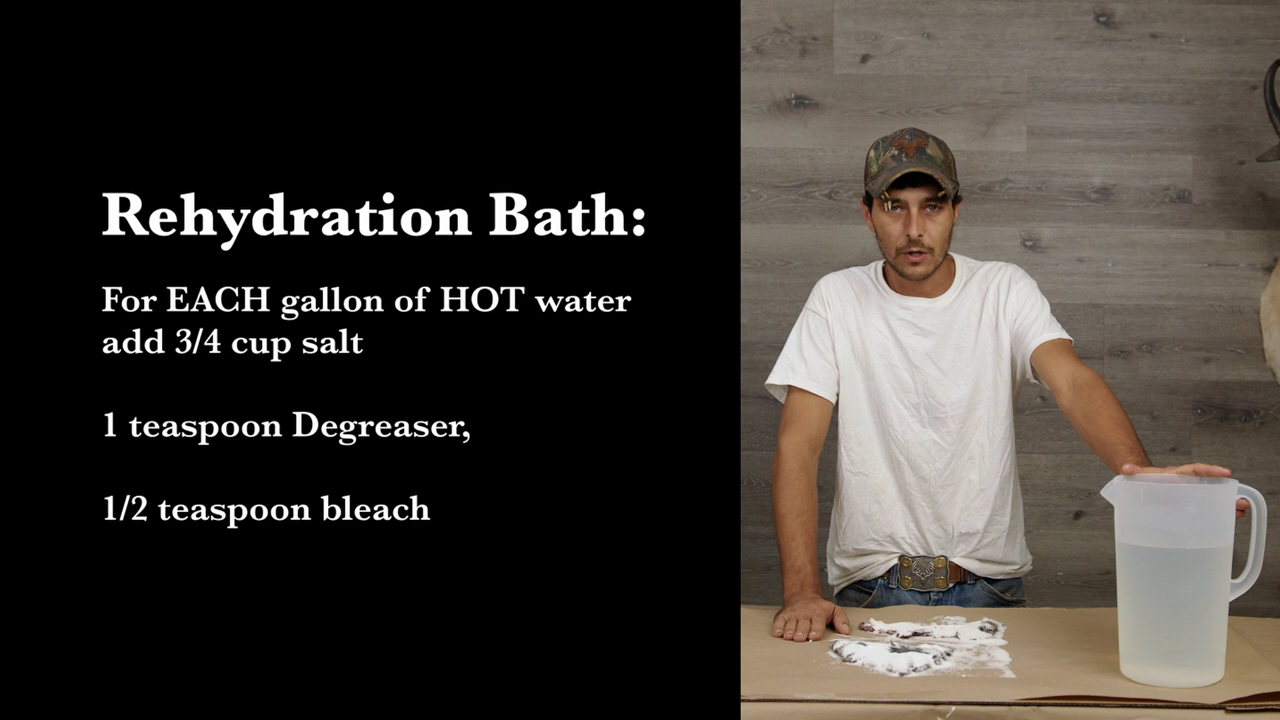 Rehydration Bath:
For EACH gallon of HOT water
add 3/4 cup salt
1 teaspoon Degreaser,
1/2 teaspoon bleach